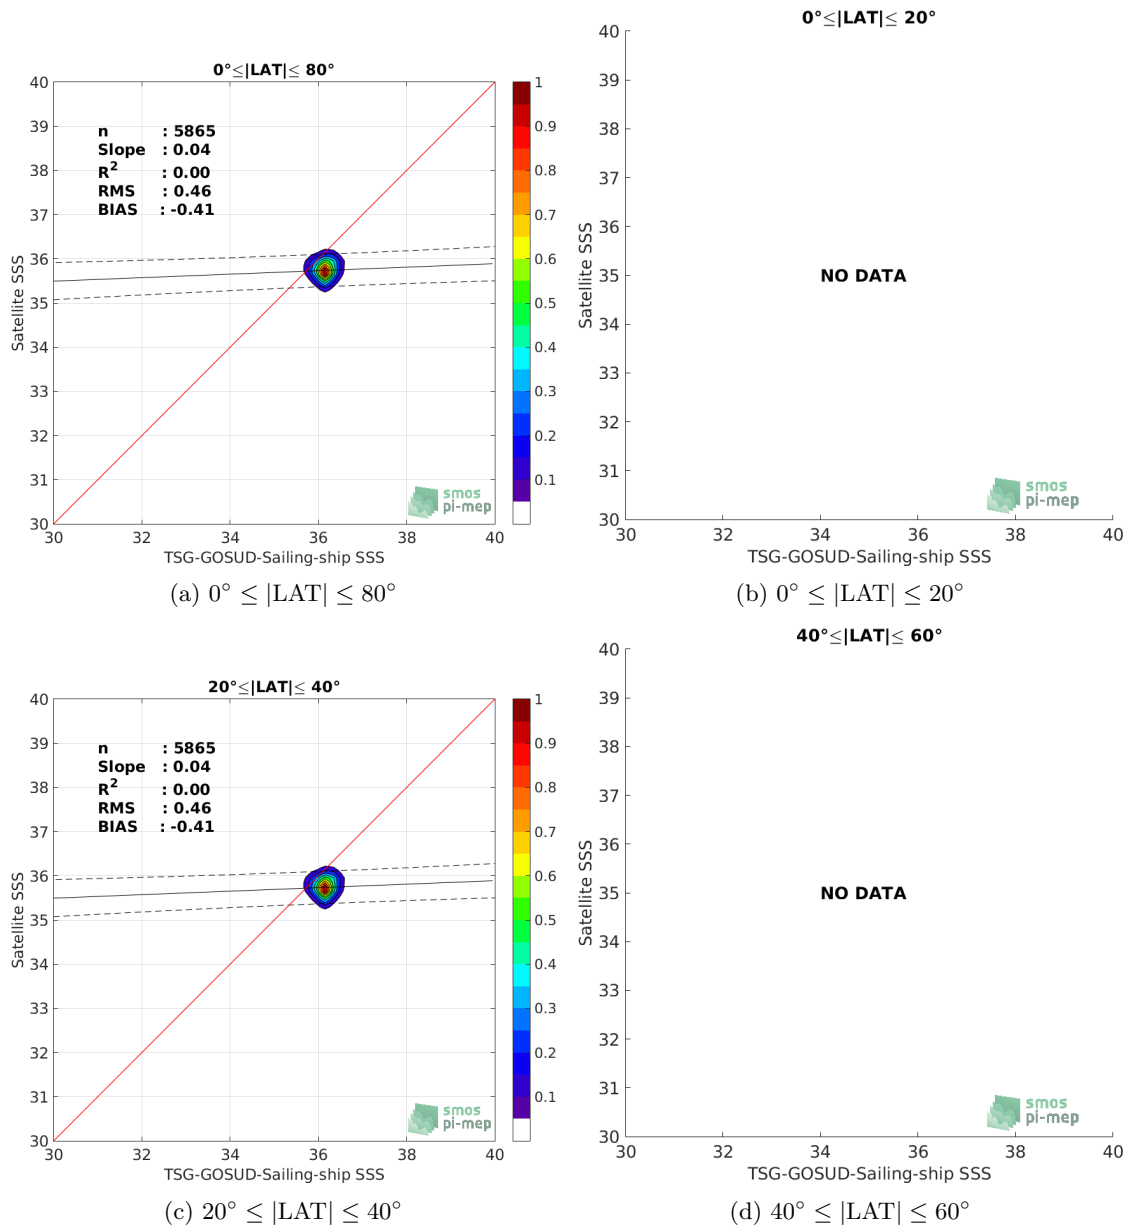 0°≤|LAT|≤ 80°
40
39
38
37
36
35
34
33
32
31
30
n : 5865
Slope : 0.04
R² : 0.00
RMS : 0.46
BIAS : -0.41
Satellite SSS
30 32 34 36 38 40
TSG-GOSUD-Sailing-ship SSS
1
0.9
0.8
0.7
0.6
0.5
0.4
0.3
0.2
0.1
smos
pi-mep
(a) 0° ≤ |LAT| ≤ 80°
0°≤|LAT|≤ 20°
40
39
38
37
36
35
34
33
32
31
30
Satellite SSS
NO DATA
smos
pi-mep
30 32 34 36 38 40
TSG-GOSUD-Sailing-ship SSS
(b) 0° ≤ |LAT| ≤ 20°
20°≤|LAT|≤ 40°
40
39
38
37
36
35
34
33
32
31
30
n : 5865
Slope : 0.04
R² : 0.00
RMS : 0.46
BIAS : -0.41
Satellite SSS
30 32 34 36 38 40
TSG-GOSUD-Sailing-ship SSS
1
0.9
0.8
0.7
0.6
0.5
0.4
0.3
0.2
0.1
smos
pi-mep
(c) 20° ≤ |LAT| ≤ 40°
40°≤|LAT|≤ 60°
40
39
38
37
36
35
34
33
32
31
30
Satellite SSS
NO DATA
smos
pi-mep
30 32 34 36 38 40
TSG-GOSUD-Sailing-ship SSS
(d) 40° ≤ |LAT| ≤ 60°